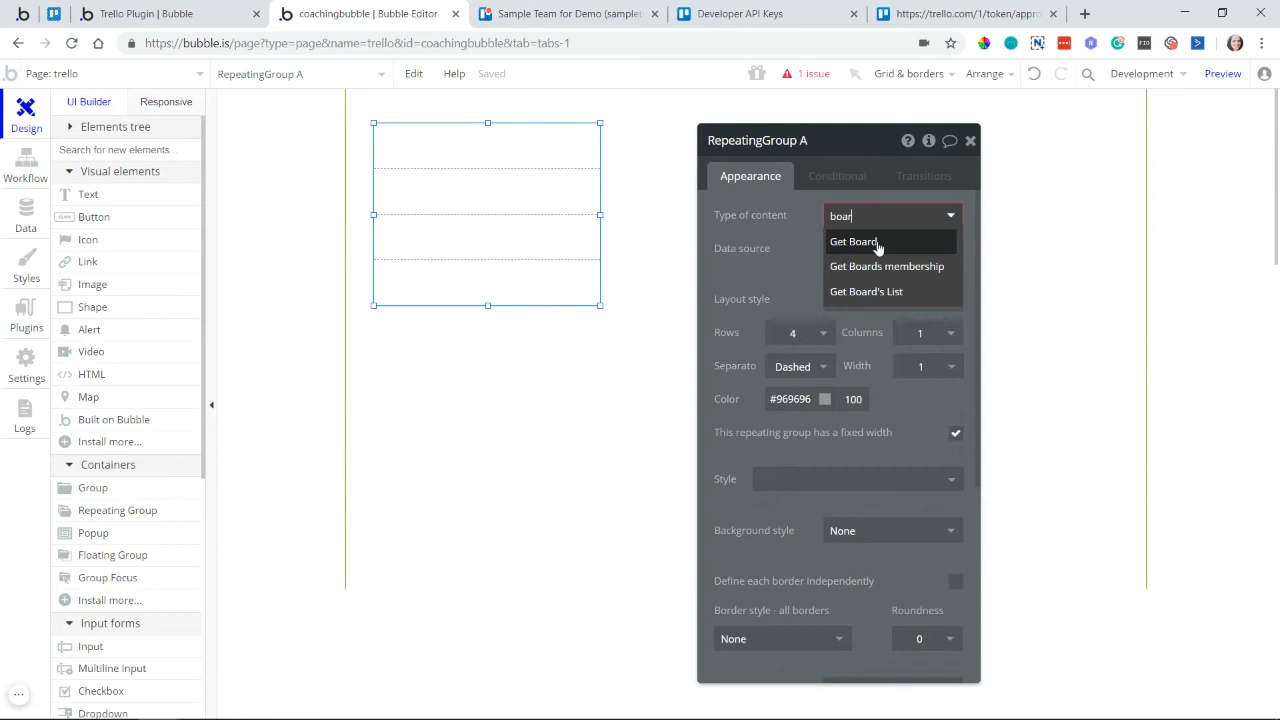 Trello Plugin | Bubble
coachingbubble | Bubble Editor
Sample Team for Demo (samplet
Developer API Keys
https://trello.com/1/token/appro
https://bubble.is/page?type=page&name=trello&id=coachingbubble&tab=tabs-1
Page: trello
RepeatingGroup A
Edit
Help
Saved
1 issue
Grid & borders
Arrange
Development
Preview
Design
Workflow
Data
Styles
Plugins
Settings
Logs
UI Builder
Responsive
Elements tree
Search for new elements...
Visual elements
Text
CLICK
Button
Icon
Link
Image
Shape
Alert
Video
HTML
Map
Built on Bubble
Install more...
Containers
Group
Repeating Group
Popup
Floating Group
Group Focus
Install more...
Input forms
Input
Multiline Input
Checkbox
Dropdown
RepeatingGroup A
Appearance
Conditional
Transitions
Type of content
boar
Get Board
Get Boards membership
Get Board's List
Data source
Layout style
Rows
4
Columns
1
Separato
Dashed
Width
1
Color
#969696
100
This repeating group has a fixed width
Style
Background style
None
Define each border independently
Border style - all borders
Roundness
None
0